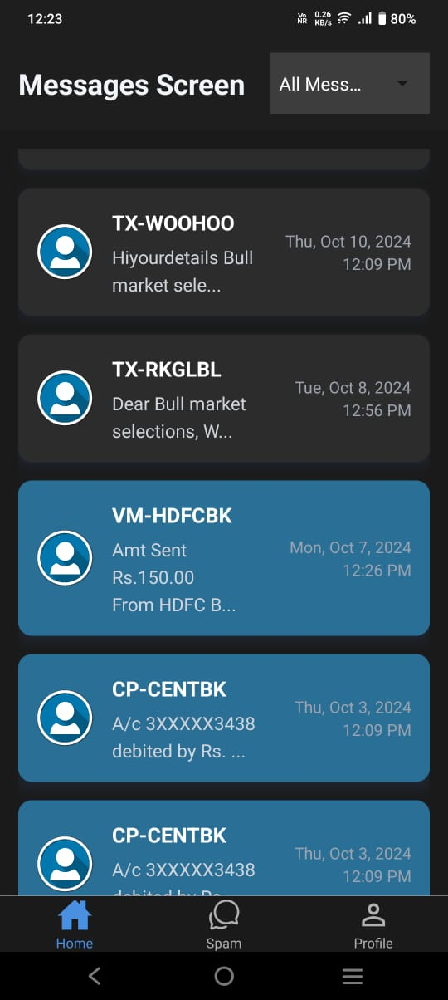 12:23
Vo NR
0.26 KB/s
80%
Messages Screen
All Mess...
TX-WOOHOO
Hiyourdetails Bull
market sele...
Thu, Oct 10, 2024
12:09 PM
TX-RKGLBL
Dear Bull market
selections, W...
Tue, Oct 8, 2024
12:56 PM
VM-HDFCBK
Amt Sent
Rs.150.00
From HDFC B...
Mon, Oct 7, 2024
12:26 PM
CP-CENTBK
A/c 3XXXXX3438
debited by Rs. ...
Thu, Oct 3, 2024
12:09 PM
CP-CENTBK
A/c 3XXXXX3438
debited by Rs.
Thu, Oct 3, 2024
12:09 PM
Home
Spam
Profile